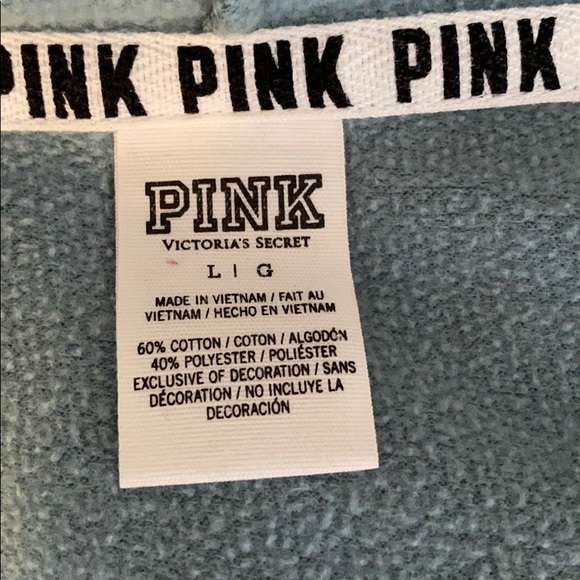 PINK PINK PINK
PINK
VICTORIA'S SECRET
L | G
MADE IN VIETNAM / FAIT AU
VIETNAM / HECHO EN VIETNAM
60% COTTON / COTON / ALGODÓN
40% POLYESTER / POLIÉSTER
EXCLUSIVE OF DECORATION / SANS
DÉCORATION / NO INCLUYE LA
DECORACIÓN